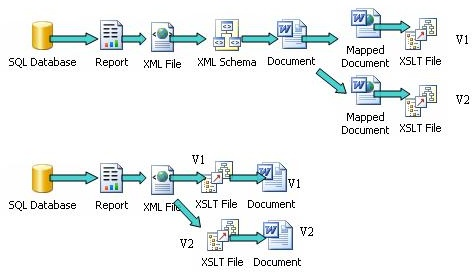 V1
SQL Database Report XML File XML Schema Document Mapped Document XSLT File
V2
Mapped Document XSLT File
V1
V1
SQL Database Report XML File XSLT File Document
V2 V2
XSLT File Document